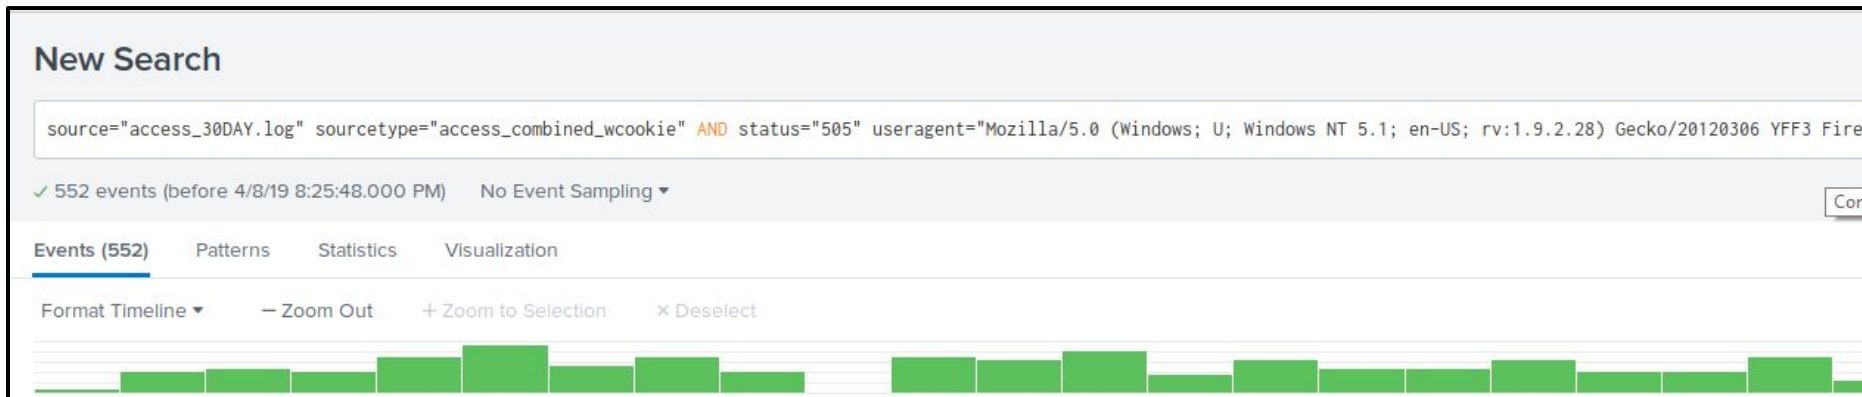 New Search
source="access_30DAY.log" sourcetype="access_combined_wcookie" AND status="505" useragent="Mozilla/5.0 (Windows; U; Windows NT 5.1; en-US; rv:1.9.2.28) Gecko/20120306 YFF3 Fire
✓ 552 events (before 4/8/19 8:25:48.000 PM) No Event Sampling ▾
Cor
Events (552) Patterns Statistics Visualization
Format Timeline ▾ — Zoom Out + Zoom to Selection × Deselect